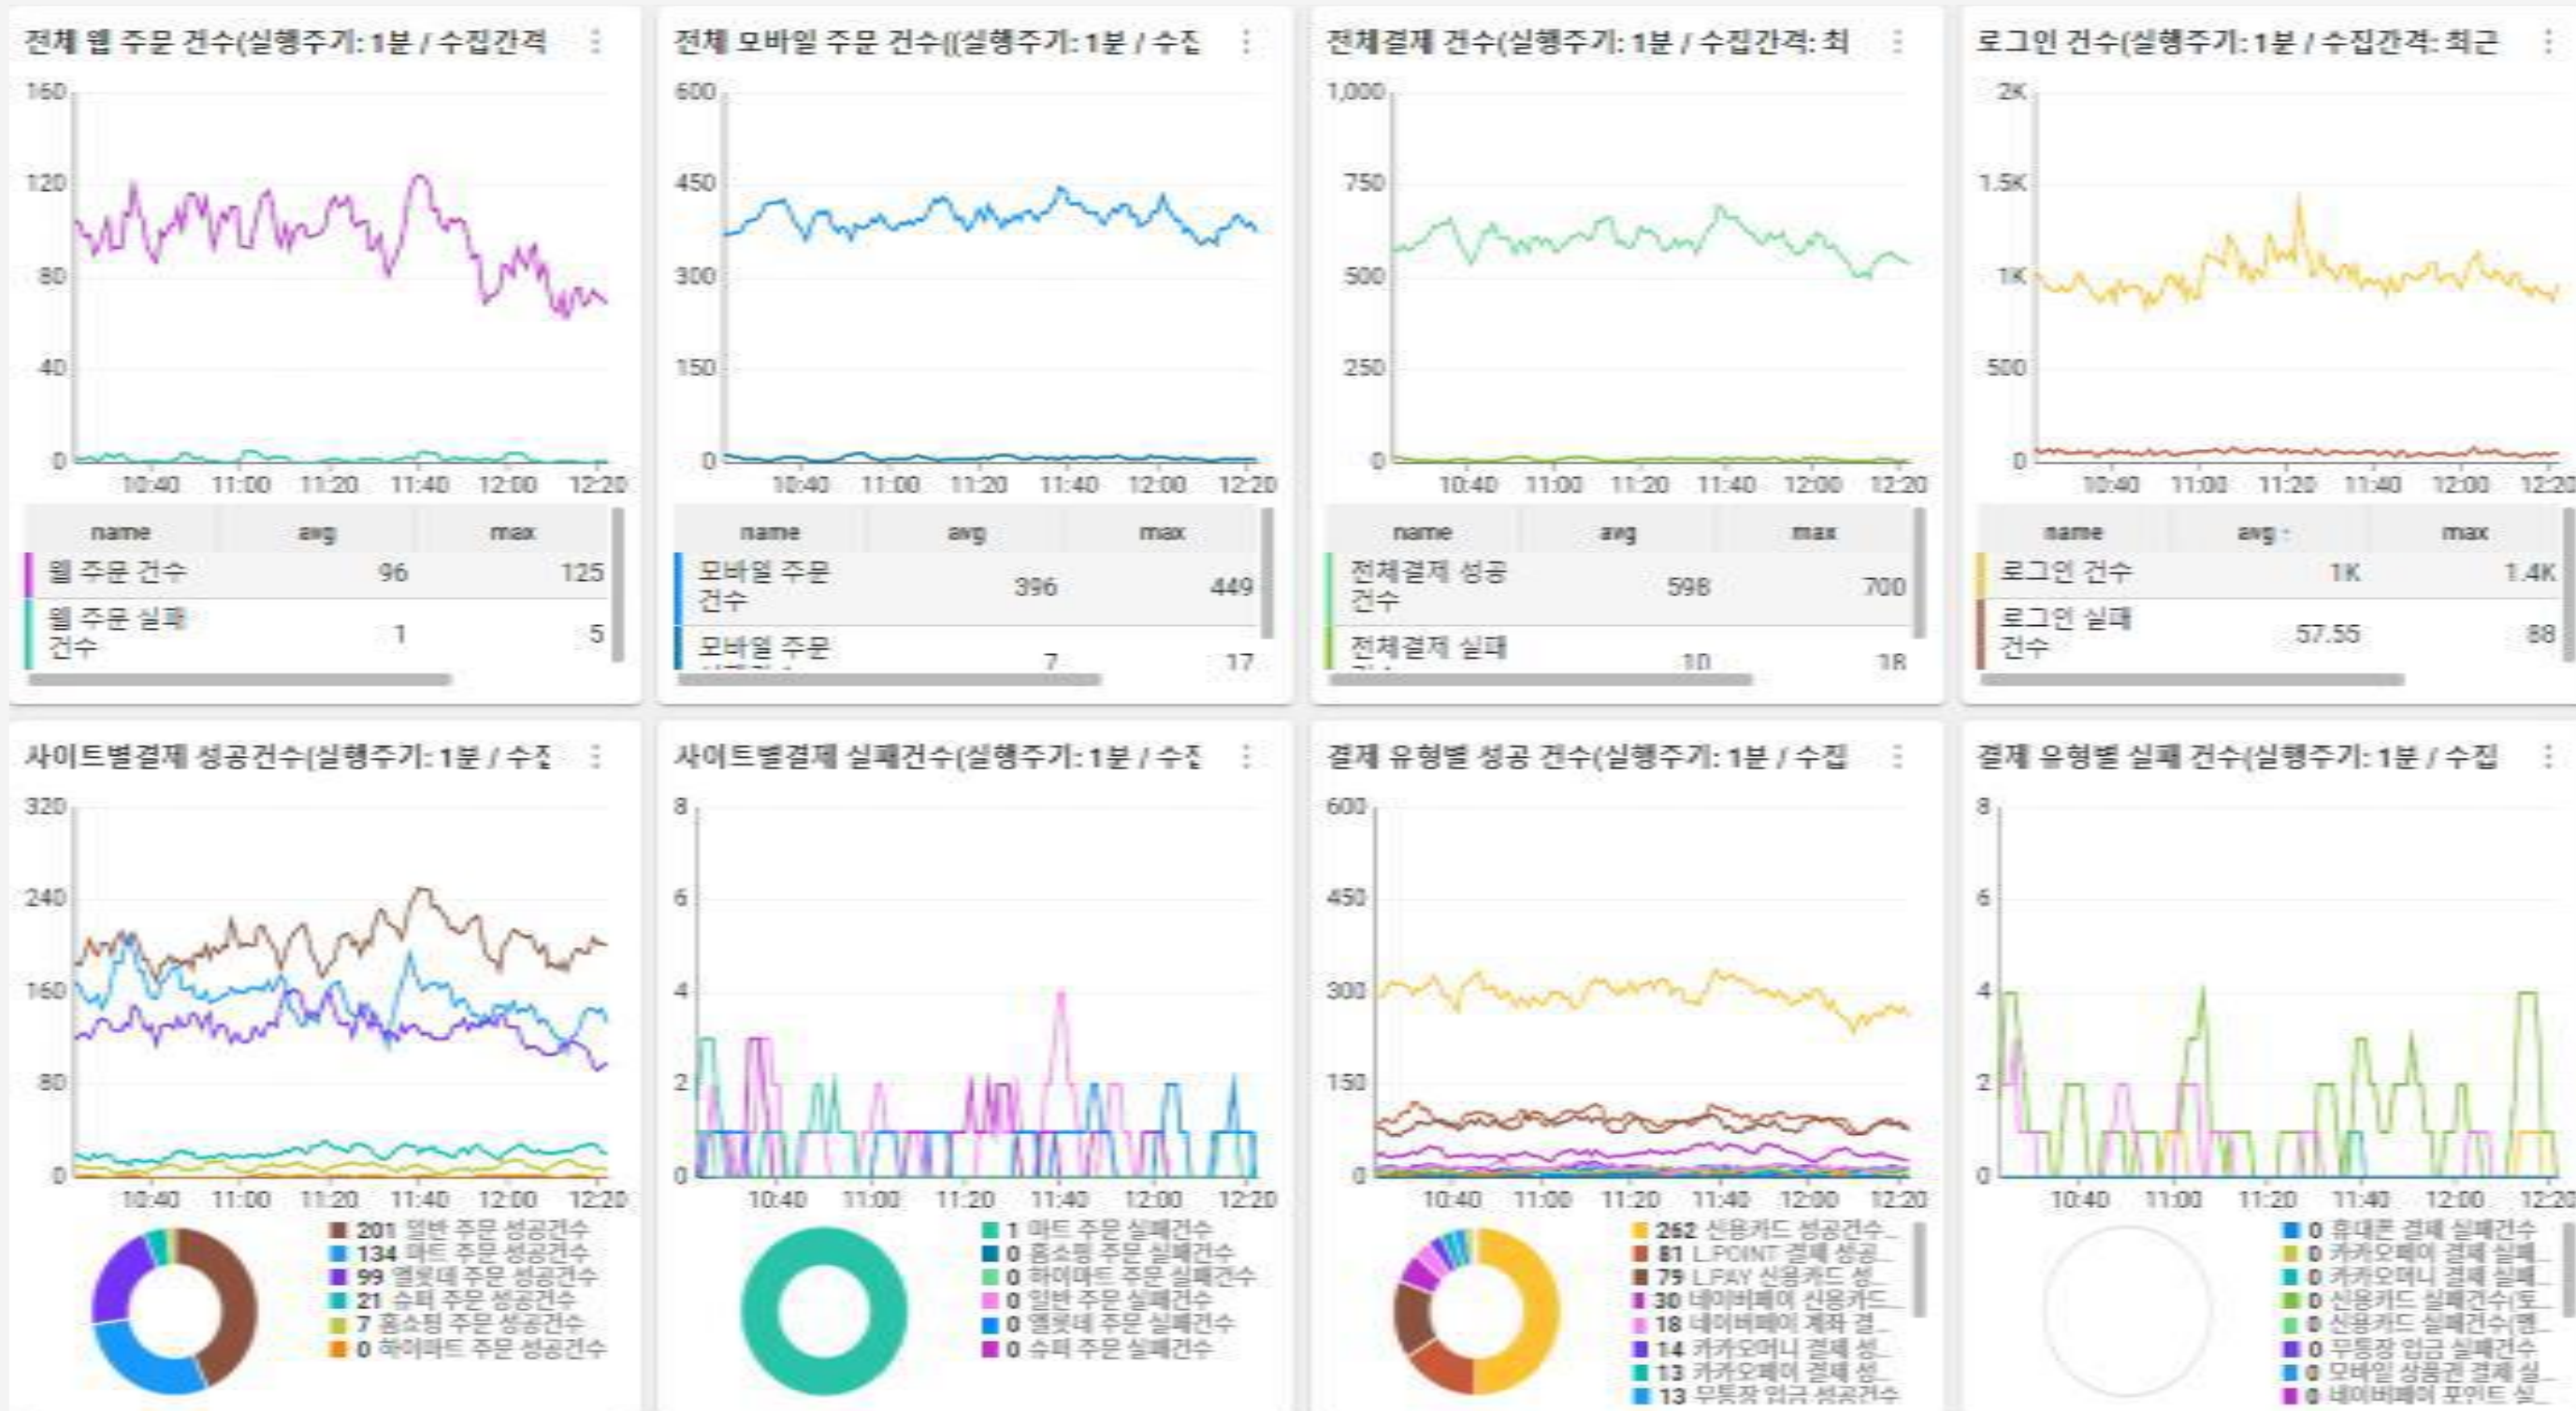 전체 웹 주문 건수(실행주기: 1분 / 수집간격
160
120
80
40
0
10:40 11:00 11:20 11:40 12:00 12:20
name avg max
웹 주문 건수 96 125
웹 주문 실패
건수 1 5
전체 모바일 주문 건수((실행주기: 1분 / 수집
600
450
300
150
0
10:40 11:00 11:20 11:40 12:00 12:20
name avg max
모바일 주문
건수 396 449
모바일 주문
7 17
전체결제 건수(실행주기: 1분 / 수집간격: 최
1,000
750
500
250
0
10:40 11:00 11:20 11:40 12:00 12:20
name avg max
전체결제 성공
건수 598 700
전체결제 실패
10 18
로그인 건수(실행주기: 1분 / 수집간격: 최근
2K
1.5K
1K
500
0
10:40 11:00 11:20 11:40 12:00 12:20
name avg max
로그인 건수 1K 1.4K
로그인 실패
건수 57.55 88
사이트별결제 성공건수(실행주기: 1분 / 수집
320
240
160
80
0
10:40 11:00 11:20 11:40 12:00 12:20
201 일반 주문 성공건수
134 마트 주문 성공건수
99 엘롯데 주문 성공건수
21 슈퍼 주문 성공건수
7 홈쇼핑 주문 성공건수
0 하이마트 주문 성공건수
사이트별결제 실패건수(실행주기: 1분 / 수집
8
6
4
2
0
10:40 11:00 11:20 11:40 12:00 12:20
1 마트 주문 실패건수
0 홈쇼핑 주문 실패건수
0 하이마트 주문 실패건수
0 일반 주문 실패건수
0 엘롯데 주문 실패건수
0 슈퍼 주문 실패건수
결제 유형별 성공 건수(실행주기: 1분 / 수집
600
450
300
150
0
10:40 11:00 11:20 11:40 12:00 12:20
262 신용카드 성공건수...
81 L.POINT 결제 성공...
79 L.PAY 신용카드 성...
30 네이버페이 신용카드...
18 네이버페이 계좌 결...
14 카카오머니 결제 성...
13 카카오페이 결제 성...
13 무통장 입금 성공건수
결제 유형별 실패 건수(실행주기: 1분 / 수집
8
6
4
2
0
10:40 11:00 11:20 11:40 12:00 12:20
0 휴대폰 결제 실패건수
0 카카오페이 결제 실패...
0 카카오머니 결제 실패...
0 신용카드 실패건수(토...
0 신용카드 실패건수(멤...
0 무통장 입금 실패건수
0 모바일 상품권 결제 실...
0 네이버페이 포인트 실...